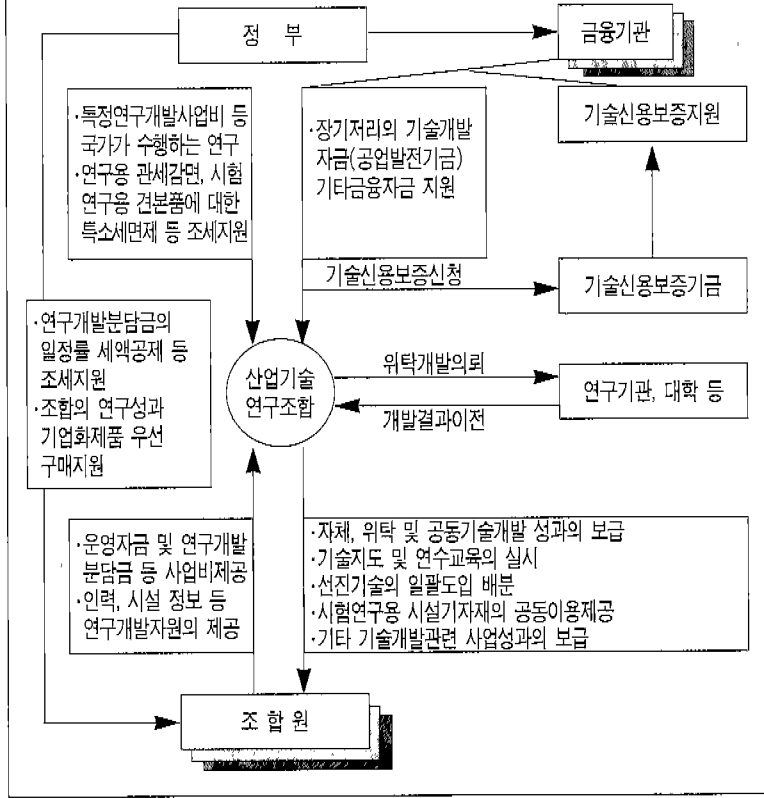 정 부
금융기관
·특정연구개발사업비 등
국가가 수행하는 연구
·연구용 관세감면, 시험
연구용 견본품에 대한
특소세면제 등 조세지원
·장기저리의 기술개발
자금(공업발전기금)
기타금융자금 지원
기술신용보증지원
기술신용보증신청
기술신용보증기금
·연구개발분담금의
일정률 세액공제 등
조세지원
·조합의 연구성과
기업화제품 우선
구매지원
산업기술
연구조합
위탁개발의뢰
개발결과이전
연구기관, 대학 등
·운영자금 및 연구개발
분담금 등 사업비제공
·인력, 시설 정보 등
연구개발자원의 제공
·자체, 위탁 및 공동기술개발 성과의 보급
·기술지도 및 연수교육의 실시
·선진기술의 일괄도입 배분
·시험연구용 시설기자재의 공동이용제공
·기타 기술개발관련 사업성과의 보급
조 합 원